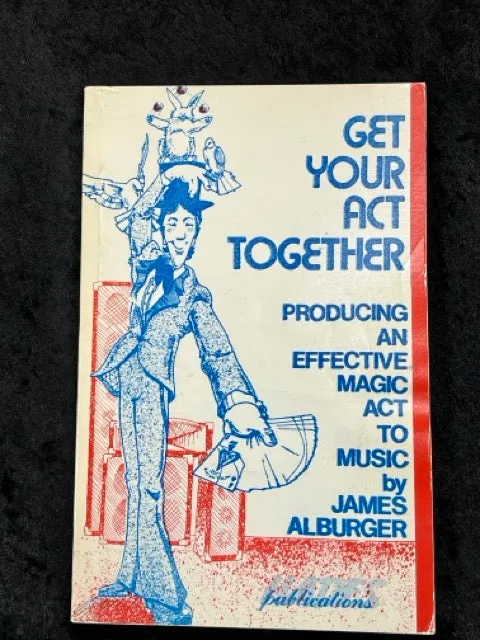 GET
YOUR
ACT
TOGETHER
PRODUCING
AN
EFFECTIVE
MAGIC
ACT
TO
MUSIC
by
JAMES
ALBURGER
publications